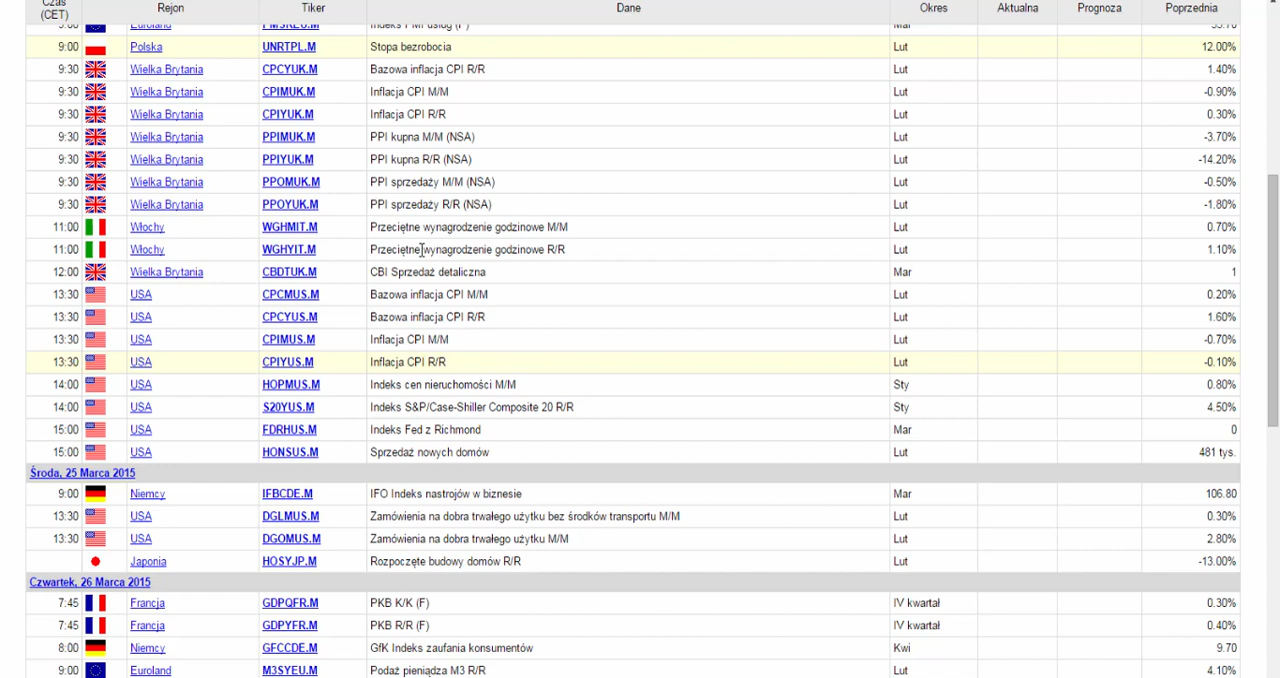 Czas (CET) Rejon Tiker Dane Okres Aktualna Prognoza Poprzednia
Euroland Indeks PMI usług (F) Mar
9:00 Polska UNRTPL.M Stopa bezrobocia Lut 12.00%
9:30 Wielka Brytania CPCYUK.M Bazowa inflacja CPI R/R Lut 1.40%
9:30 Wielka Brytania CPIMUK.M Inflacja CPI M/M Lut -0.90%
9:30 Wielka Brytania CPIYUK.M Inflacja CPI R/R Lut 0.30%
9:30 Wielka Brytania PPIMUK.M PPI kupna M/M (NSA) Lut -3.70%
9:30 Wielka Brytania PPIYUK.M PPI kupna R/R (NSA) Lut -14.20%
9:30 Wielka Brytania PPOMUK.M PPI sprzedaży M/M (NSA) Lut -0.50%
9:30 Wielka Brytania PPOYUK.M PPI sprzedaży R/R (NSA) Lut -1.80%
11:00 Włochy WGHMIT.M Przeciętne wynagrodzenie godzinowe M/M Lut 0.70%
11:00 Włochy WGHYIT.M Przeciętne wynagrodzenie godzinowe R/R Lut 1.10%
12:00 Wielka Brytania CBDTUK.M CBI Sprzedaż detaliczna Mar 1
13:30 USA CPCMUS.M Bazowa inflacja CPI M/M Lut 0.20%
13:30 USA CPCYUS.M Bazowa inflacja CPI R/R Lut 1.60%
13:30 USA CPIMUS.M Inflacja CPI M/M Lut -0.70%
13:30 USA CPIYUS.M Inflacja CPI R/R Lut -0.10%
14:00 USA HOPMUS.M Indeks cen nieruchomości M/M Sty 0.80%
14:00 USA S20YUS.M Indeks S&P/Case-Shiller Composite 20 R/R Sty 4.50%
15:00 USA FDRHUS.M Indeks Fed z Richmond Mar 0
15:00 USA HONSUS.M Sprzedaż nowych domów Lut 481 tys.
Środa, 25 Marca 2015
9:00 Niemcy IFBCDE.M IFO Indeks nastrojów w biznesie Mar 106.80
13:30 USA DGLMUS.M Zamówienia na dobra trwałego użytku bez środków transportu M/M Lut 0.30%
13:30 USA DGOMUS.M Zamówienia na dobra trwałego użytku M/M Lut 2.80%
Japonia HOSYJP.M Rozpoczęte budowy domów R/R Lut -13.00%
Czwartek, 26 Marca 2015
7:45 Francja GDPQFR.M PKB K/K (F) IV kwartał 0.30%
7:45 Francja GDPYFR.M PKB R/R (F) IV kwartał 0.40%
8:00 Niemcy GFCCDE.M GfK Indeks zaufania konsumentów Kwi 9.70
9:00 Euroland M3SYEU.M Podaż pieniądza M3 R/R Lut 4.10%